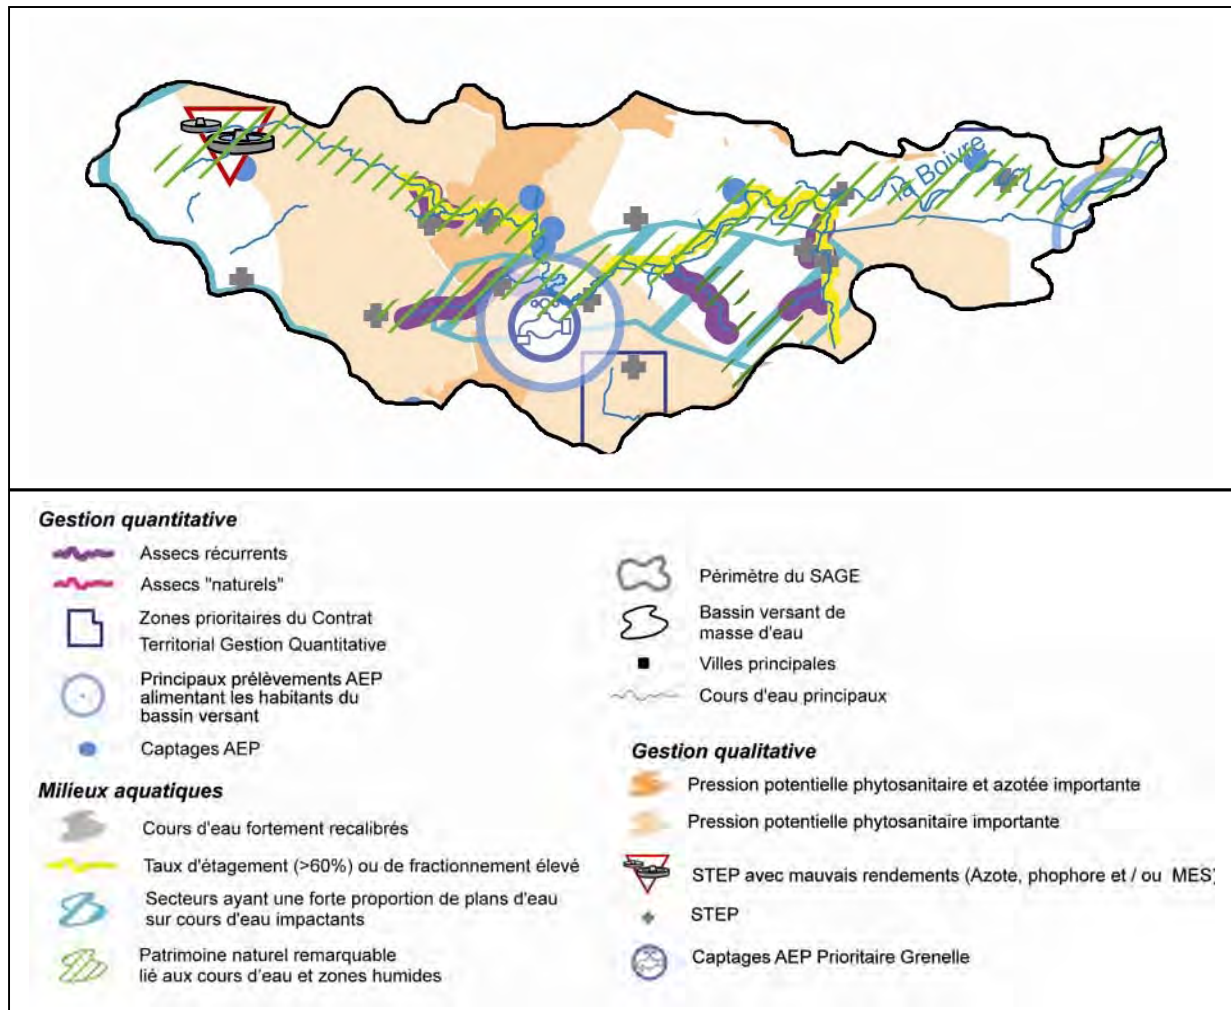 la Boivre
Gestion quantitative
Assecs récurrents
Assecs "naturels"
Zones prioritaires du Contrat
Territorial Gestion Quantitative
Principaux prélèvements AEP
alimentant les habitants du
bassin versant
Captages AEP
Milieux aquatiques
Cours d'eau fortement recalibrés
Taux d'étagement (>60%) ou de fractionnement élevé
Secteurs ayant une forte proportion de plans d'eau
sur cours d'eau impactants
Patrimoine naturel remarquable
lié aux cours d'eau et zones humides
Périmètre du SAGE
Bassin versant de
masse d'eau
Villes principales
Cours d'eau principaux
Gestion qualitative
Pression potentielle phytosanitaire et azotée importante
Pression potentielle phytosanitaire importante
STEP avec mauvais rendements (Azote, phophore et / ou MES)
STEP
Captages AEP Prioritaire Grenelle